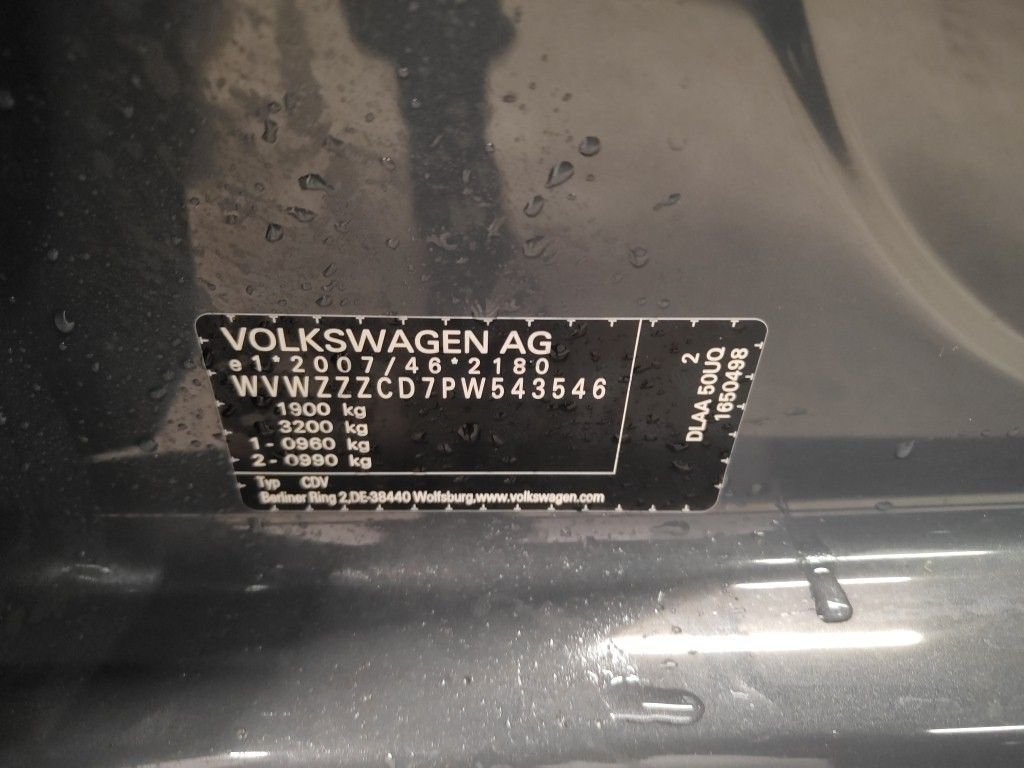 VOLKSWAGEN AG
e1*2007/46*2180
WVWZZZCD7PW543546
1900 kg
3200 kg
1- 0960 kg
2- 0990 kg
Typ CDV
Berliner Ring 2,DE-38440 Wolfsburg,www.volkswagen.com
2
DLAA 50UQ
1650498